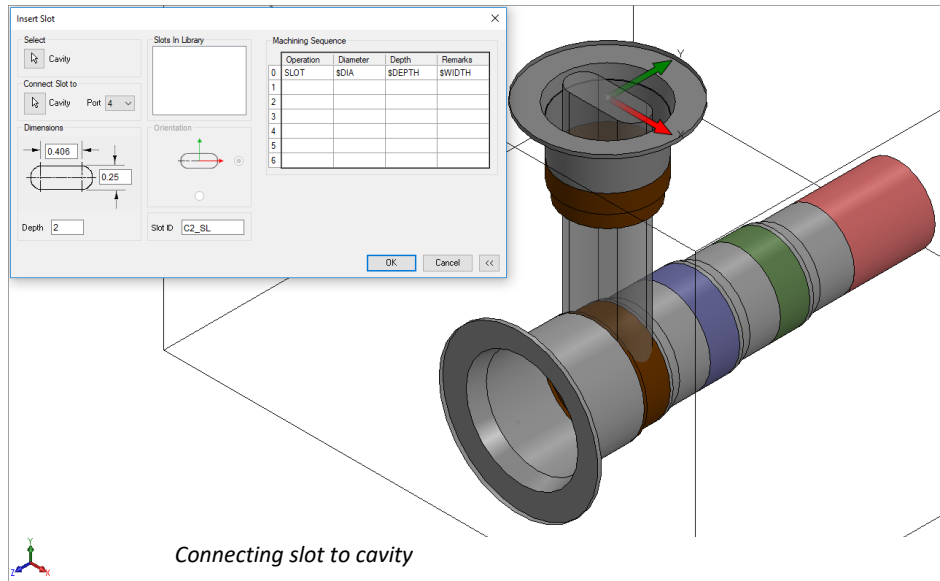 Insert Slot
Select
Cavity
Connect Slot to
Cavity Port 4
Dimensions
0.406
0.25
Depth 2
Slots In Library
Orientation
Slot ID C2_SL
Machining Sequence
Operation Diameter Depth Remarks
0 SLOT $DIA $DEPTH $WIDTH
1
2
3
4
5
6
OK Cancel <<
Y
X
Y
Z X
Connecting slot to cavity